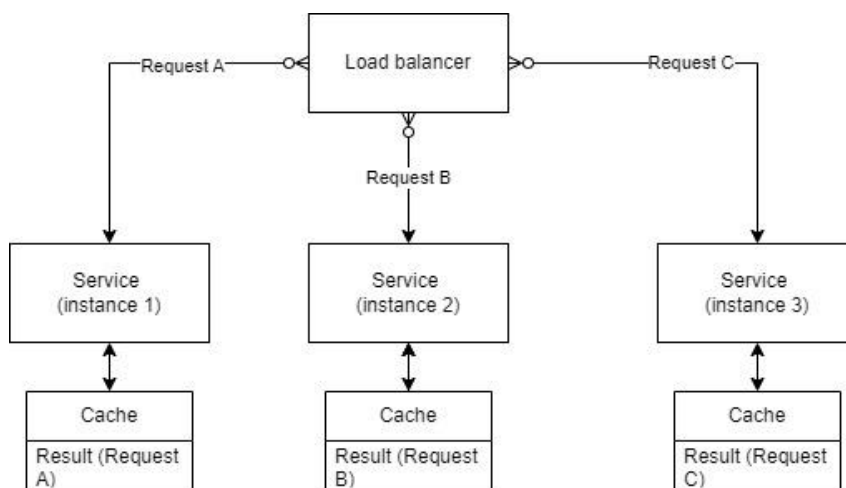 Load balancer
Request A
Request C
Request B
Service
(instance 1)
Service
(instance 2)
Service
(instance 3)
Cache
Result (Request
A)
Cache
Result (Request
B)
Cache
Result (Request
C)